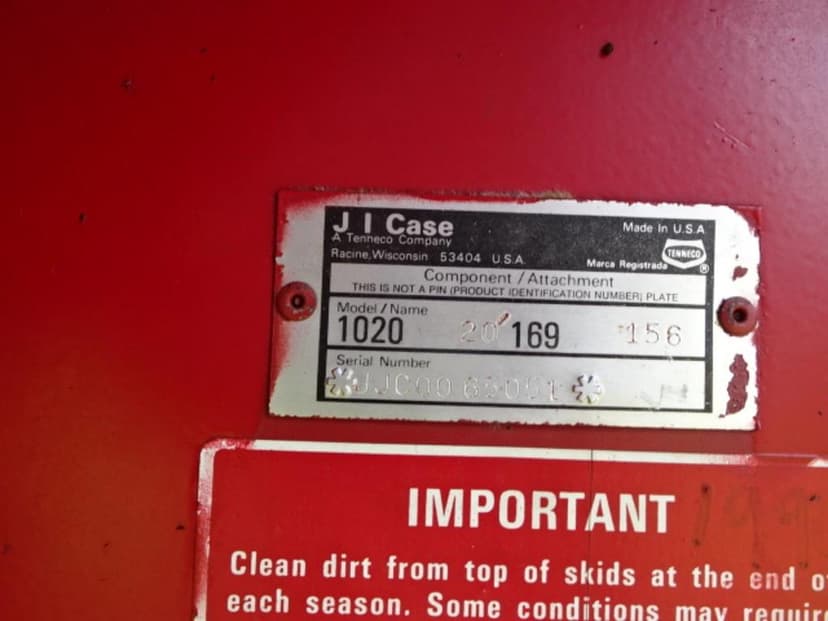 J I Case
A Tenneco Company
Racine, Wisconsin 53404 U.S.A.
Made in U.S.A
TENNECO
Marca Registrada ®
Component / Attachment
THIS IS NOT A PIN (PRODUCT IDENTIFICATION NUMBER) PLATE
Model / Name
1020 20' 169 156
Serial Number
IMPORTANT
Clean dirt from top of skids at the end
each season. Some conditions may require